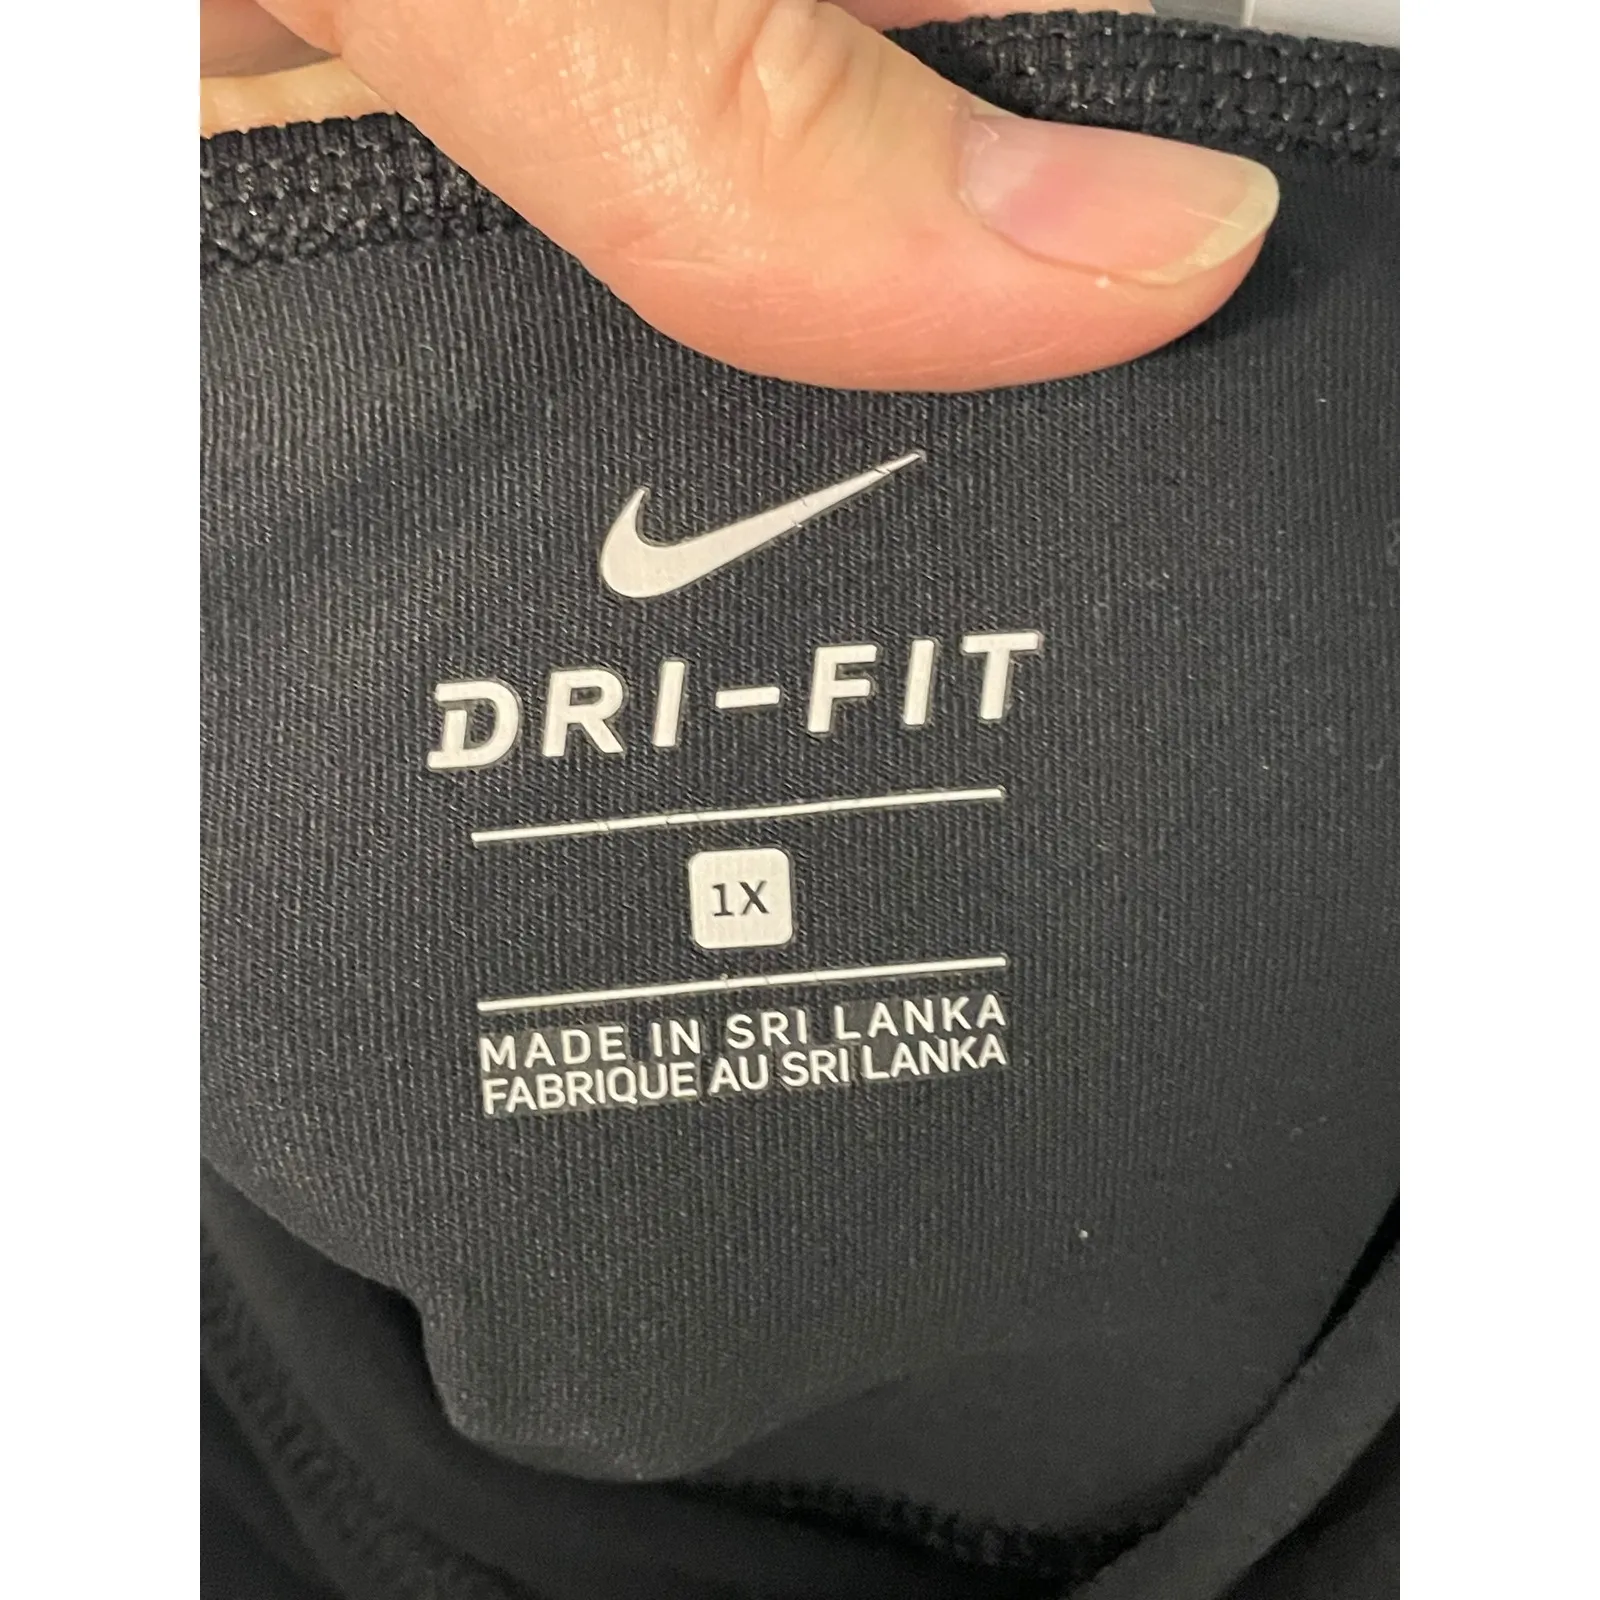 DRI-FIT
1X
MADE IN SRI LANKA
FABRIQUE AU SRI LANKA